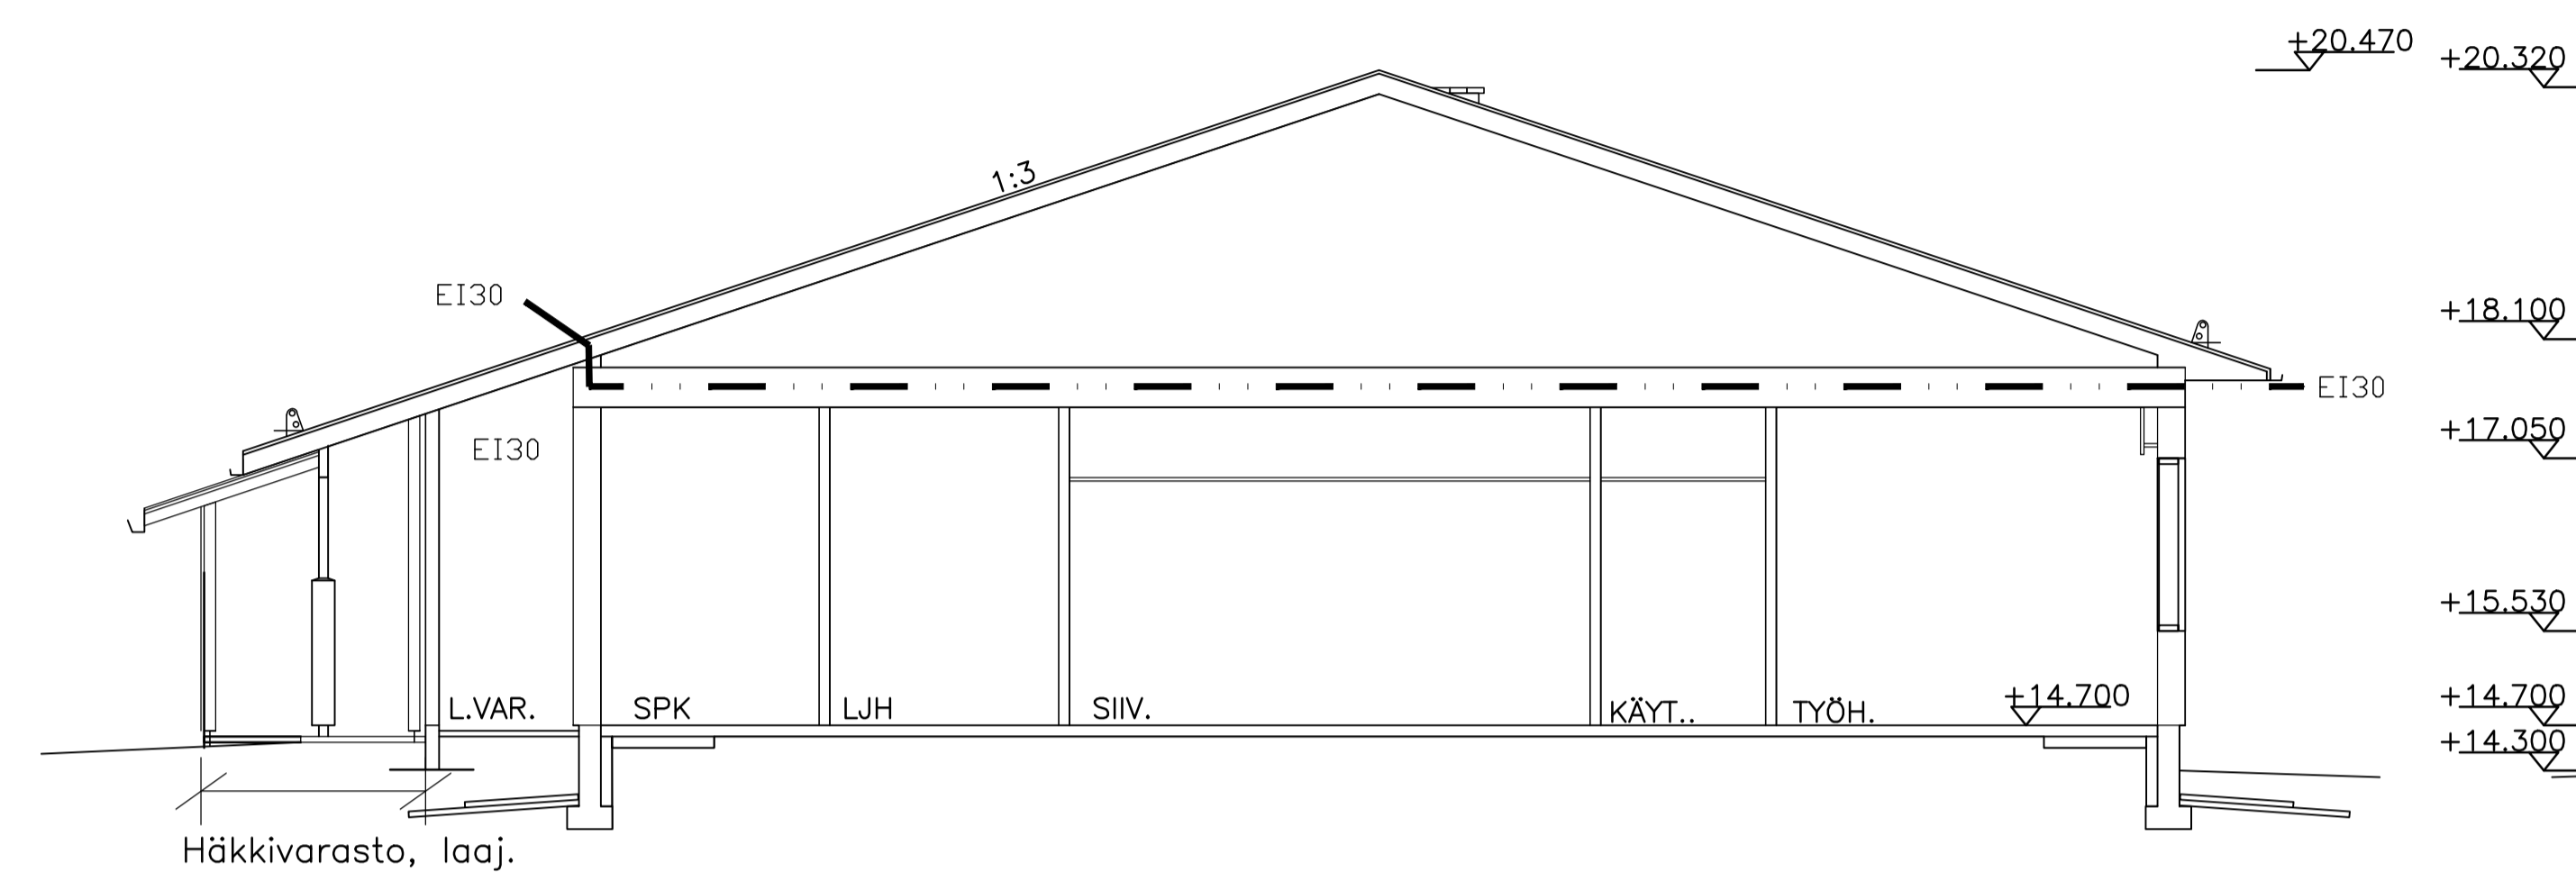 +20.470
+20.320
1:3
EI30
+18.100
EI30
+17.050
EI30
+15.530
L.VAR.
SPK
LJH
SIIV.
KÄYT..
TYÖH.
+14.700
+14.700
+14.300
Häkkivarasto, laaj.